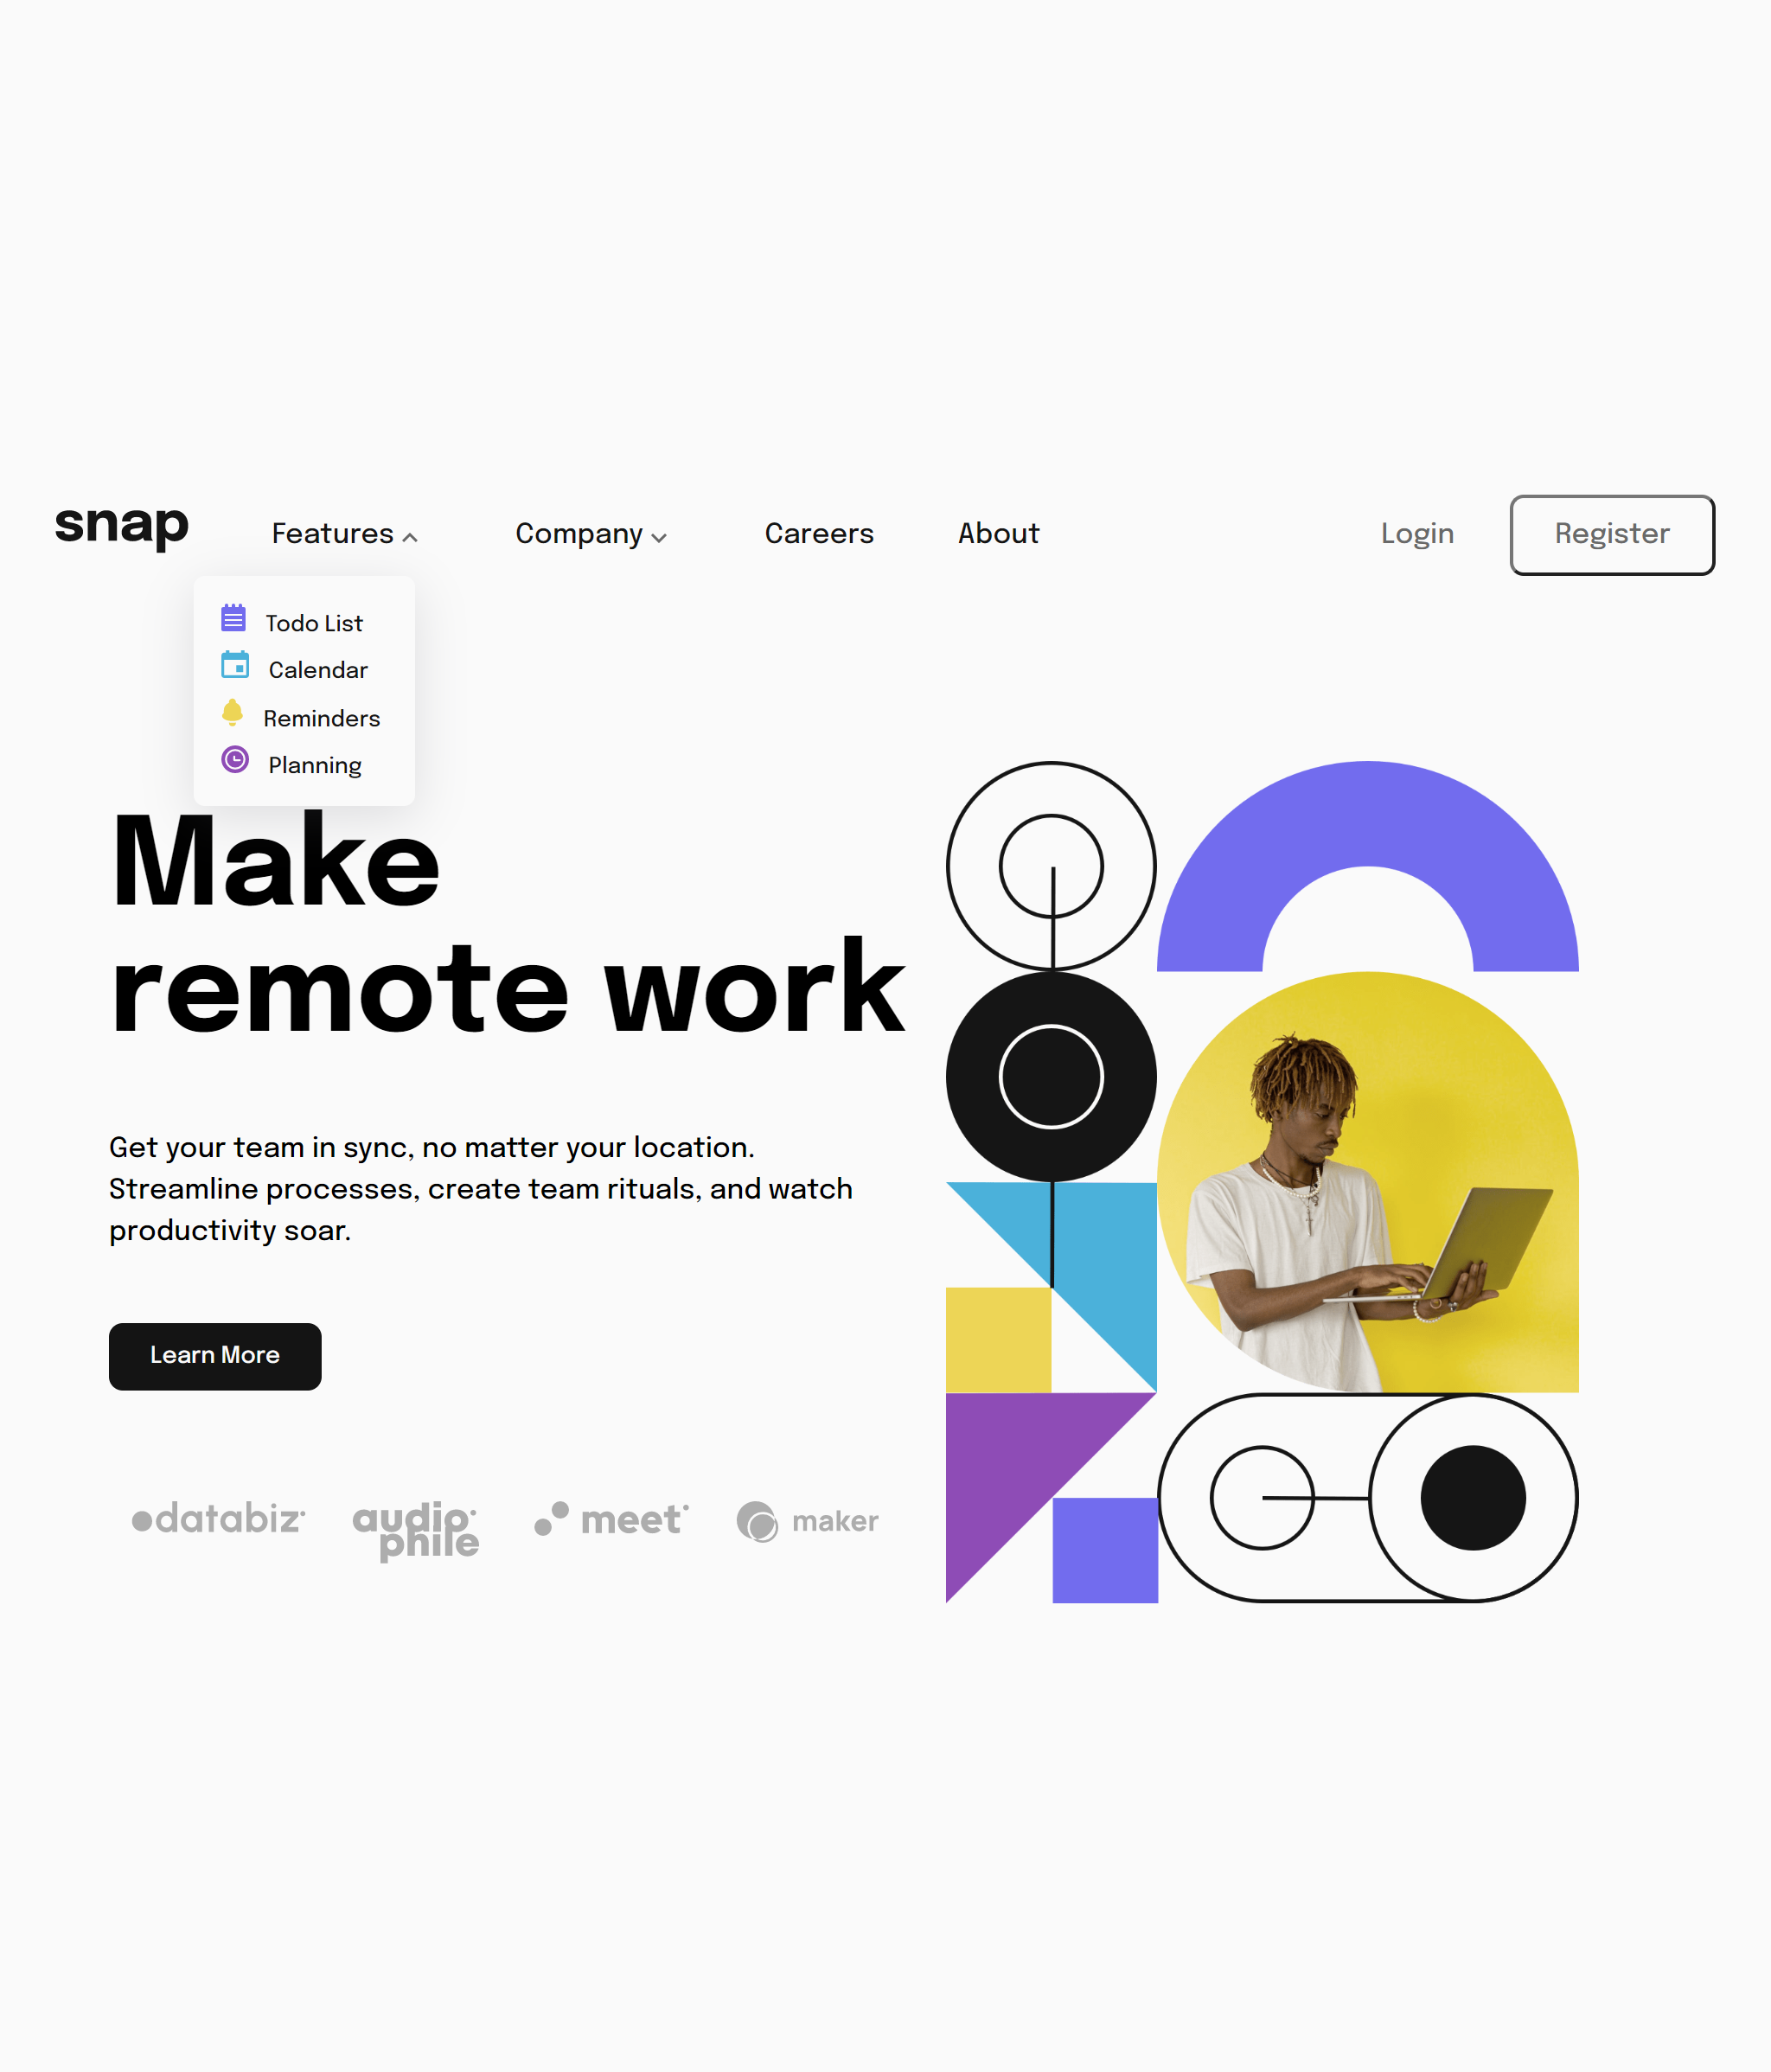 snap
Features
Company
Careers
About
Login
Register
Todo List
Calendar
Reminders
Planning
Make
remote work
Get your team in sync, no matter your location.
Streamline processes, create team rituals, and watch
productivity soar.
Learn More
databiz
audio
phile
meet
maker